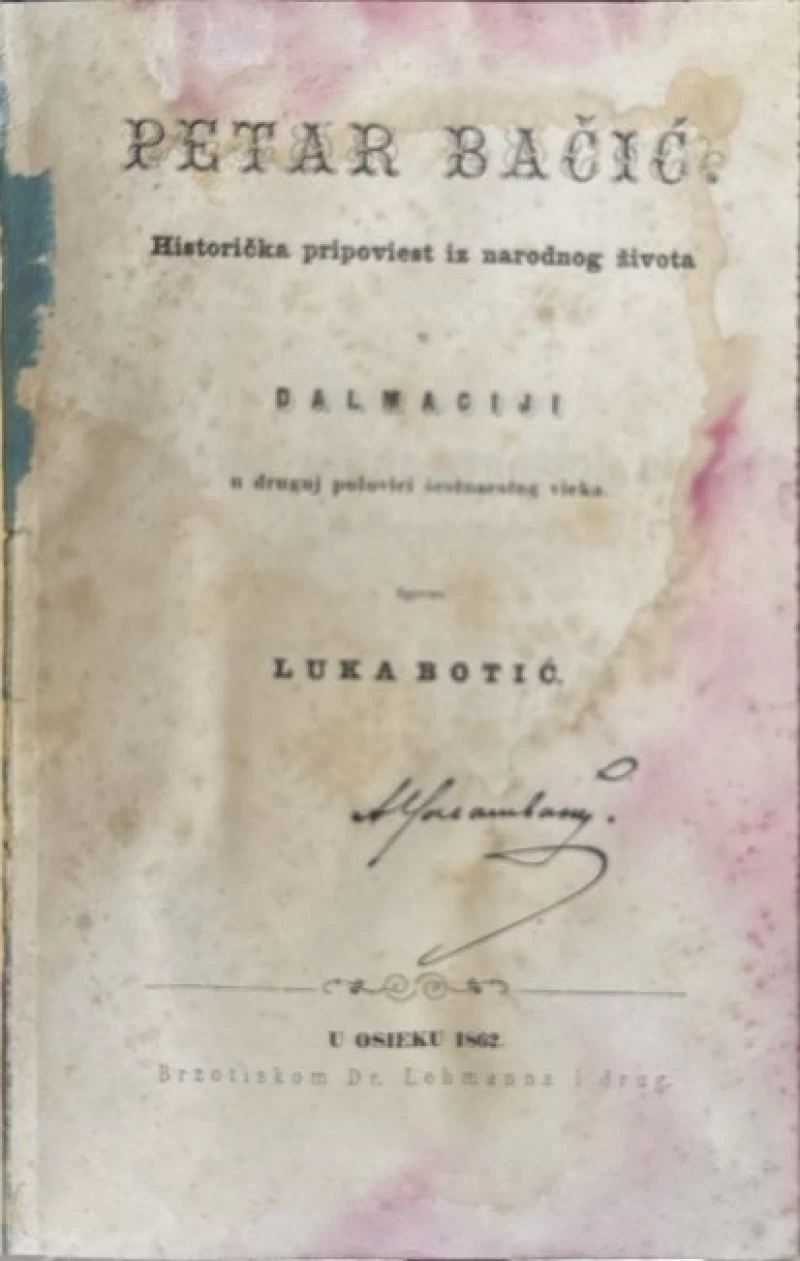 PETAR BAČIĆ.
Historička pripoviest iz narodnog života
u
DALMACIJI
u drugoj polovici šestnaestog vieka.
LUKA BOTIĆ.
U OSIEKU 1862.
Brzotiskom Dr. Lehmanna i drug.